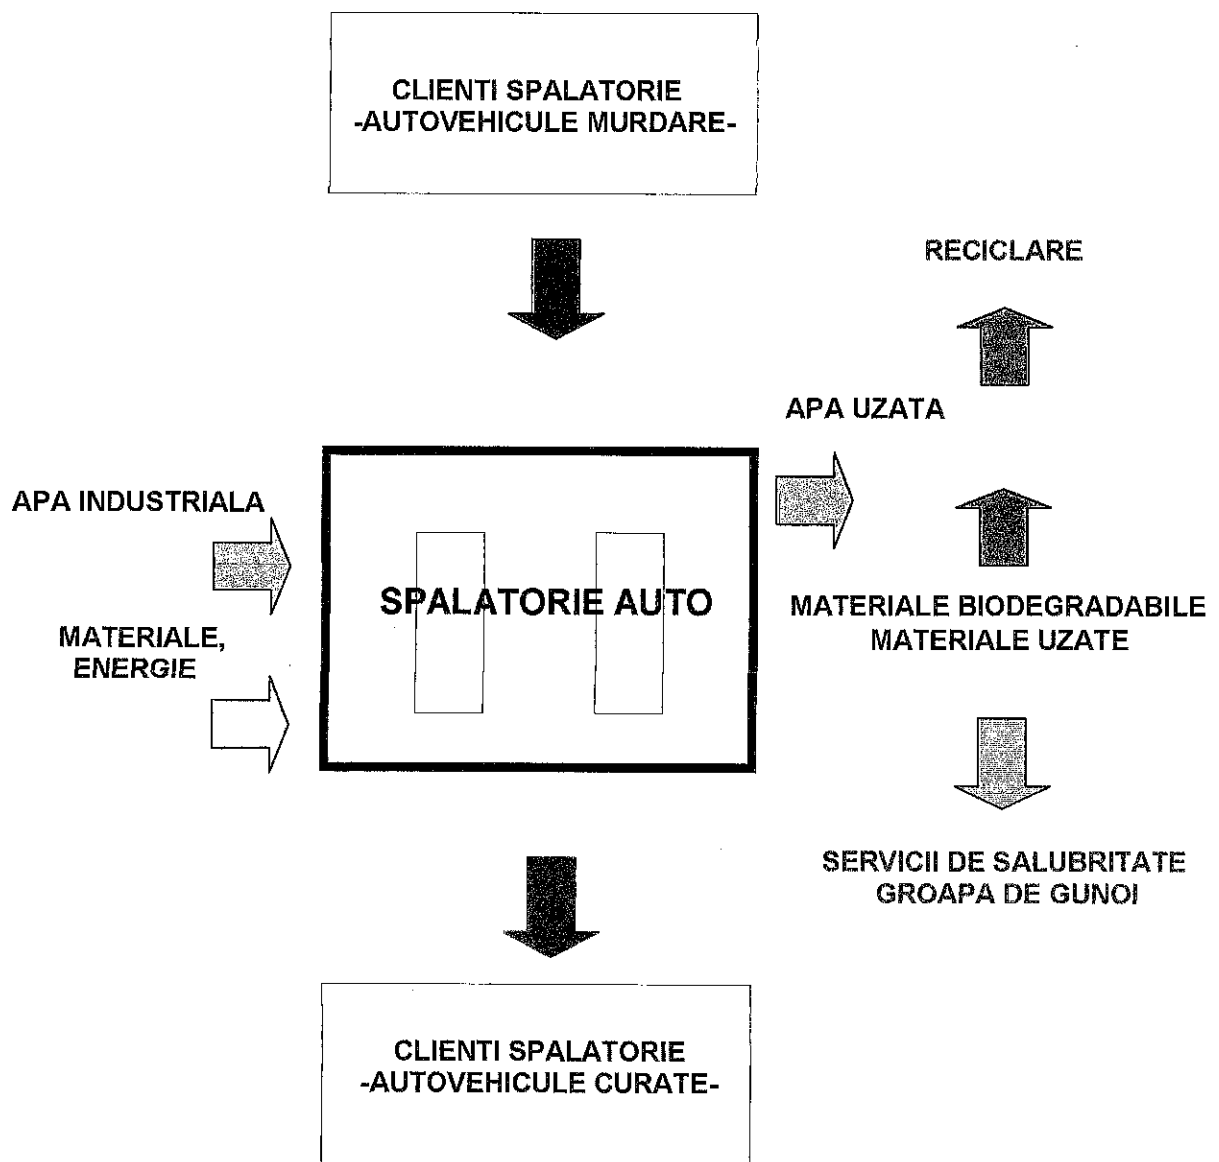 CLIENTI SPALATORIE
-AUTOVEHICULE MURDARE-
RECICLARE
APA UZATA
APA INDUSTRIALA
SPALATORIE AUTO
MATERIALE,
ENERGIE
MATERIALE BIODEGRADABILE
MATERIALE UZATE
SERVICII DE SALUBRITATE
GROAPA DE GUNOI
CLIENTI SPALATORIE
-AUTOVEHICULE CURATE-